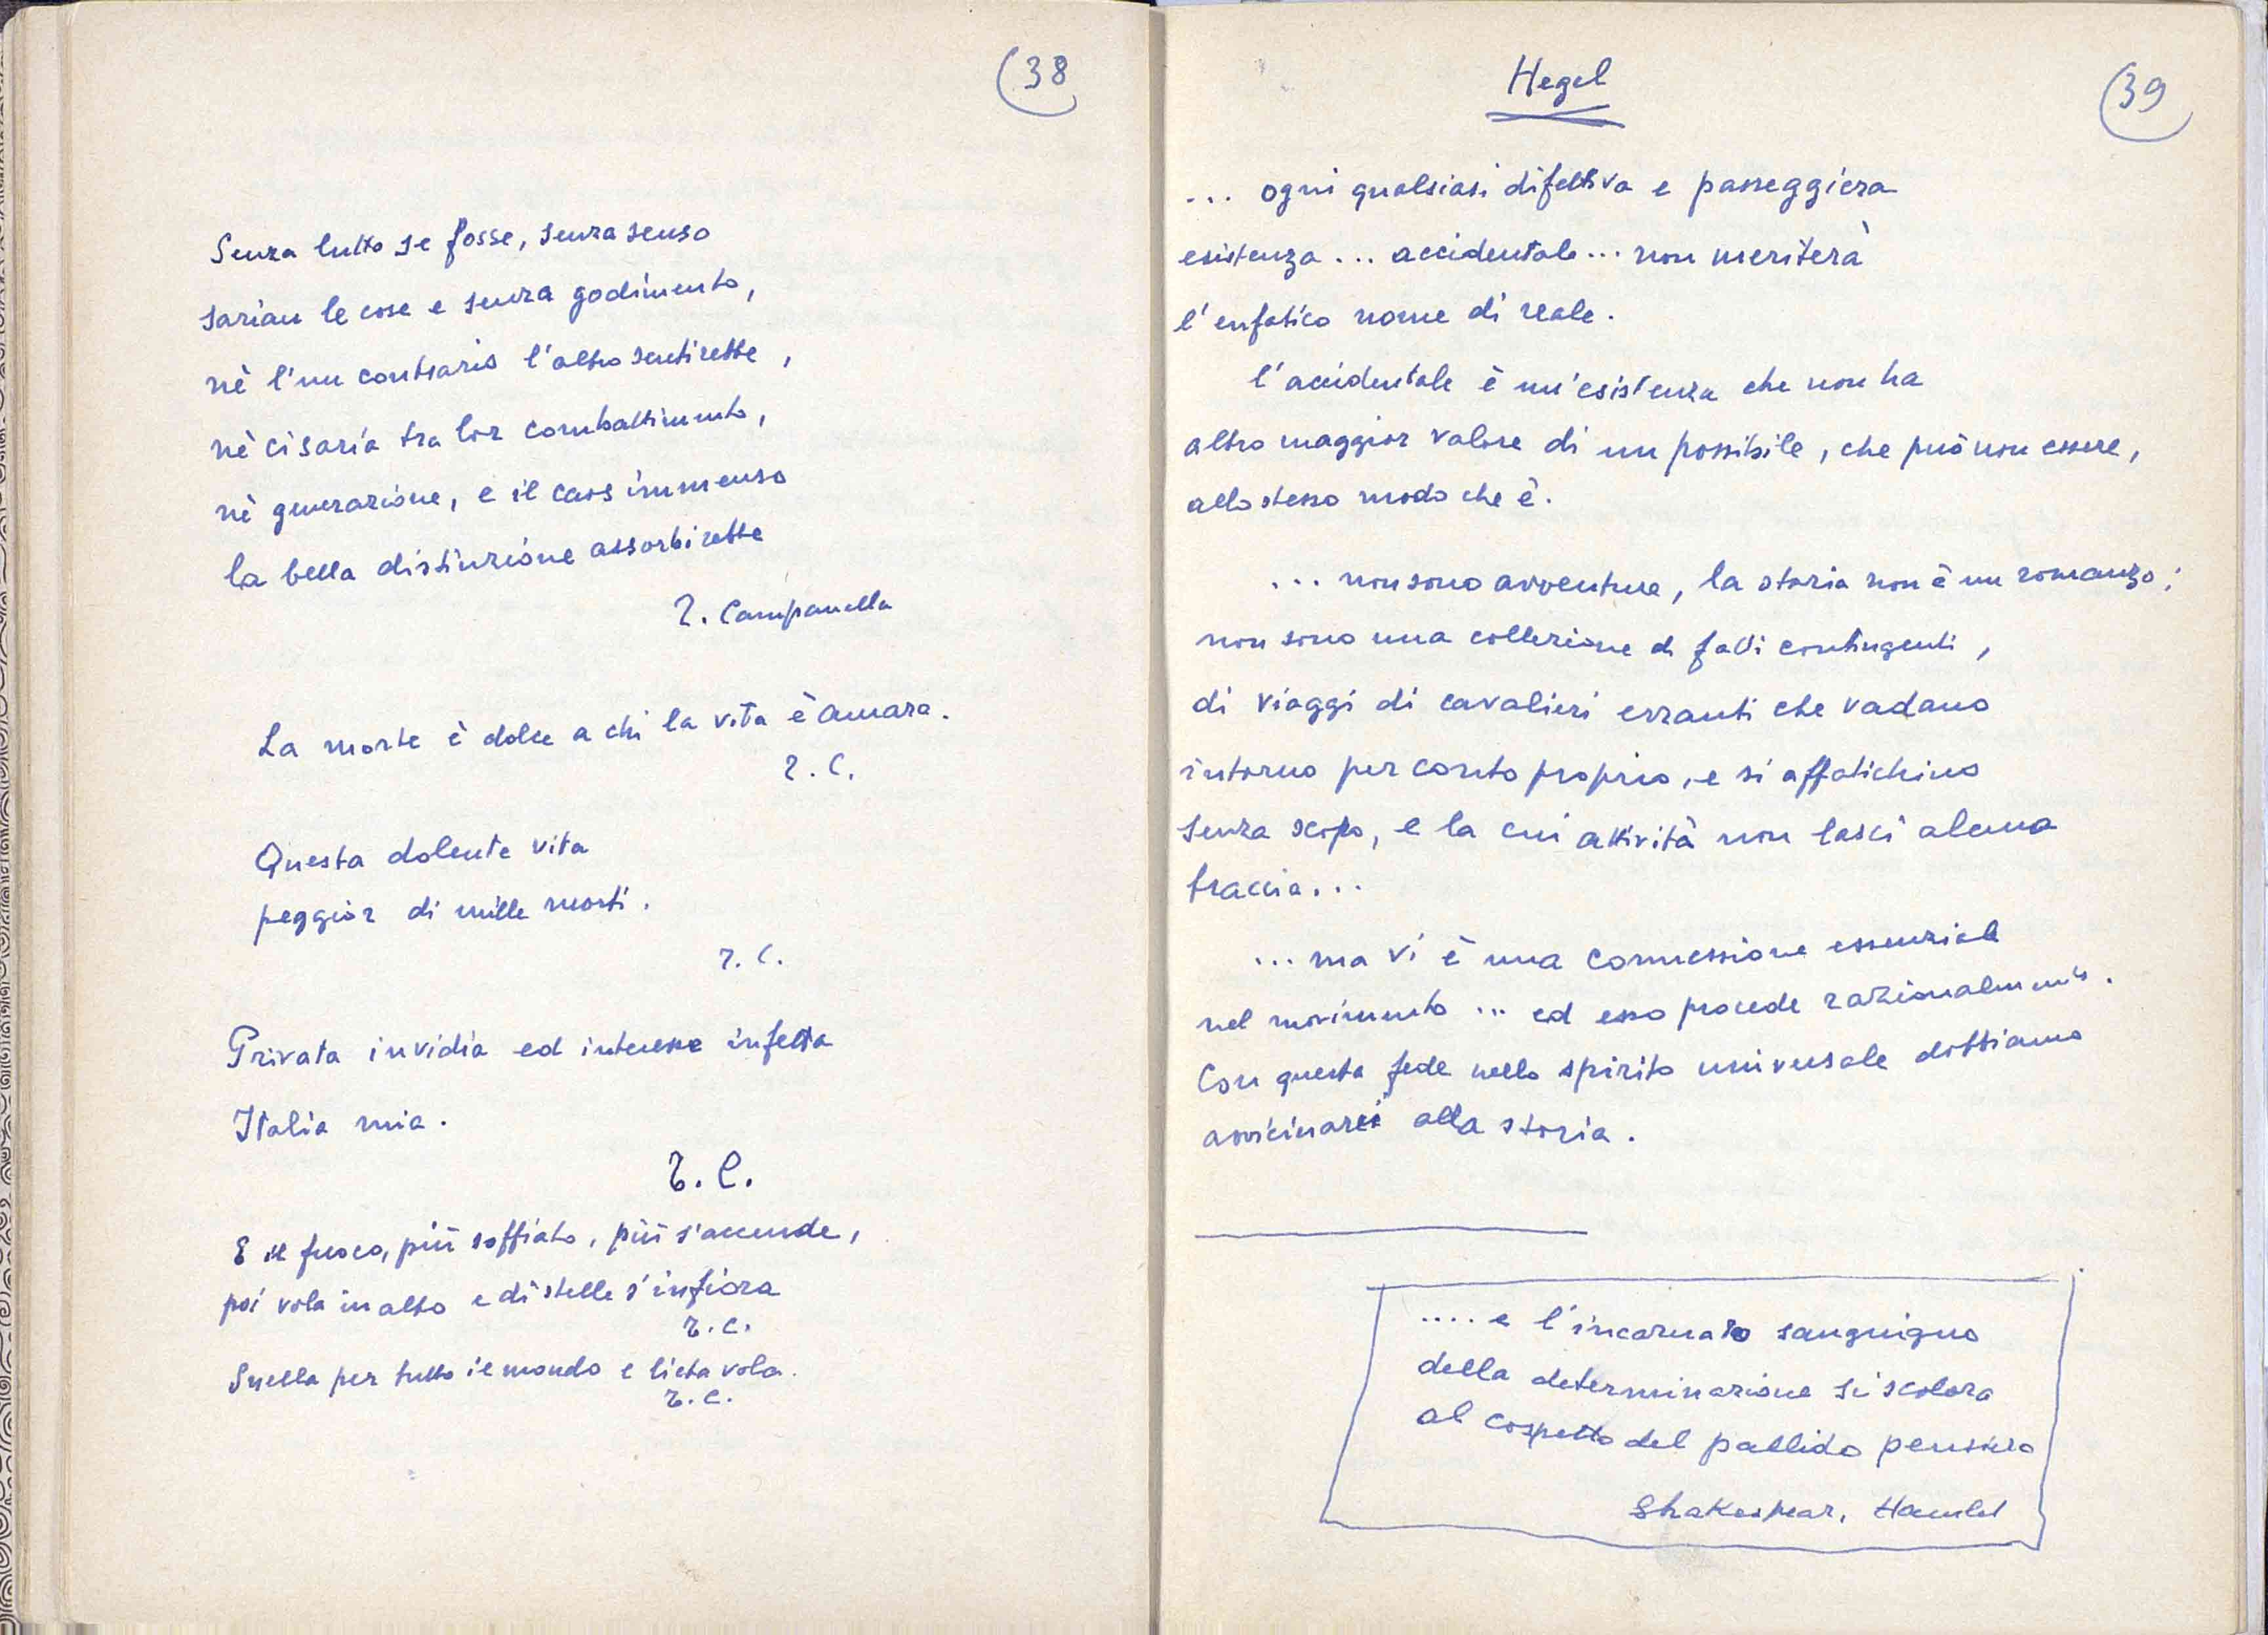 38
Senza tutto se fosse, senza senso
sarian le cose e senza godimento,
nè l'un contrario l'altro sentirebbe,
nè ci saria tra lor combattimento,
nè generazione, e il caos immenso
la bella distinzione assorbirebbe
T. Campanella
La morte è dolce a chi la vita è amara.
T. C.
Questa dolente vita
peggior di mille morti.
T. C.
Privata invidia ed interesse infetta
Italia mia.
T. C.
E il fuoco, più soffiato, più s'accende,
poi vola in alto e di stelle s'infiora
T. C.
Snella per tutto il mondo e lieta vola.
T. C.
Hegel
39
... ogni qualsiasi difettiva e passeggiera
esistenza ... accidentale ... non meriterà
l'enfatico nome di reale.
l'accidentale è un'esistenza che non ha
altro maggior valore di un possibile, che può non essere,
allo stesso modo che è.
... non sono avventure, la storia non è un romanzo;
non sono una collezione di fatti contingenti,
di viaggi di cavalieri erranti che vadano
intorno per conto proprio, e si affatichino
senza scopo, e la cui attività non lasci alcuna
traccia...
... ma vi è una connessione essenziale
nel movimento ... ed esso procede razionalmente.
Con questa fede nello spirito universale dobbiamo
avvicinarci alla storia.
.... e l'incarnato sanguigno
della determinazione si scolora
al cospetto del pallido pensiero
Shakespear, Hamlet